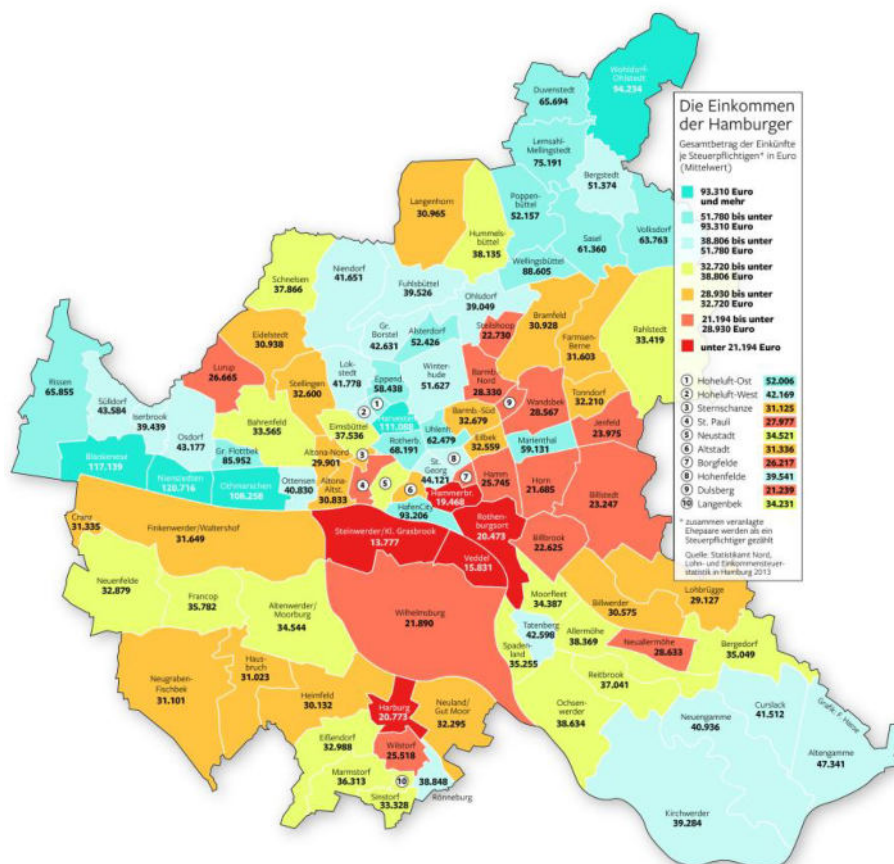 Wohldorf-
Ohlstedt
94.234
Duvenstedt
65.694
Lemsahl-
Mellingstedt
75.191
Bergstedt
51.374
Langenhorn
30.965
Poppen-
büttel
52.157
Hummels-
büttel
38.135
Sasel
61.360
Volksdorf
63.763
Wellingsbüttel
88.605
Niendorf
41.651
Schnelsen
37.866
Fuhlsbüttel
39.526
Ohlsdorf
39.049
Bramfeld
30.928
Rahlstedt
33.419
Steilshoop
22.730
Gr.
Borstel
42.631
Alsterdorf
52.426
Farmsen-
Berne
31.603
Eidelstedt
30.938
Lok-
stedt
41.778
Eppend.
58.438
Winter-
hude
51.627
Barmb.
Nord
28.330
Lurup
26.665
Stellingen
32.600
Wandsbek
28.567
Tonndorf
32.210
Rissen
65.855
Sülldorf
43.584
Iserbrook
39.439
Osdorf
43.177
Bahrenfeld
33.565
Eimsbüttel
37.536
Harvesteh.
111.088
Uhlenh.
62.479
Barmb.-Süd
32.679
Eilbek
32.559
Jenfeld
23.975
Marienthal
59.131
Rotherb.
68.191
Blankenese
117.139
Nienstedten
120.716
Gr. Flottbek
85.952
Othmarschen
108.258
Ottensen
40.830
Altona-Nord
29.901
Altona-
Altst.
30.833
St.
Georg
44.121
Hamm
25.745
Horn
21.685
Billstedt
23.247
Hammerbr.
19.468
HafenCity
93.206
Rothen-
burgsort
20.473
Billbrook
22.625
Cranz
31.335
Finkenwerder/Waltershof
31.649
Steinwerder/Kl. Grasbrook
13.777
Veddel
15.831
Neuenfelde
32.879
Francop
35.782
Altenwerder/
Moorburg
34.544
Wilhelmsburg
21.890
Moorfleet
34.387
Billwerder
30.575
Lohbrügge
29.127
Tatenberg
42.598
Allermöhe
38.369
Neuallermöhe
28.633
Bergedorf
35.049
Spaden-
land
35.255
Reitbrook
37.041
Ochsen-
werder
38.634
Neugraben-
Fischbek
31.101
Haus-
bruch
31.023
Heimfeld
30.132
Harburg
20.773
Neuland/
Gut Moor
32.295
Neuengamme
40.936
Curslack
41.512
Altengamme
47.341
Kirchwerder
39.284
Eißendorf
32.988
Wilstorf
25.518
Marmstorf
36.313
38.848
Rönneburg
Sinstorf
33.328
1
2
3
4
5
6
7
8
9
10
Grafik: F. Hasse
Die Einkommen
der Hamburger
Gesamtbetrag der Einkünfte
je Steuerpflichtigen* in Euro
(Mittelwert)
93.310 Euro
und mehr
51.780 bis unter
93.310 Euro
38.806 bis unter
51.780 Euro
32.720 bis unter
38.806 Euro
28.930 bis unter
32.720 Euro
21.194 bis unter
28.930 Euro
unter 21.194 Euro
1 Hoheluft-Ost 52.006
2 Hoheluft-West 42.169
3 Sternschanze 31.125
4 St. Pauli 27.977
5 Neustadt 34.521
6 Altstadt 31.336
7 Borgfelde 26.217
8 Hohenfelde 39.541
9 Dulsberg 21.239
10 Langenbek 34.231
* zusammen veranlagte
Ehepaare werden als ein
Steuerpflichtiger gezählt
Quelle: Statistikamt Nord,
Lohn- und Einkommensteuer-
statistik in Hamburg 2013